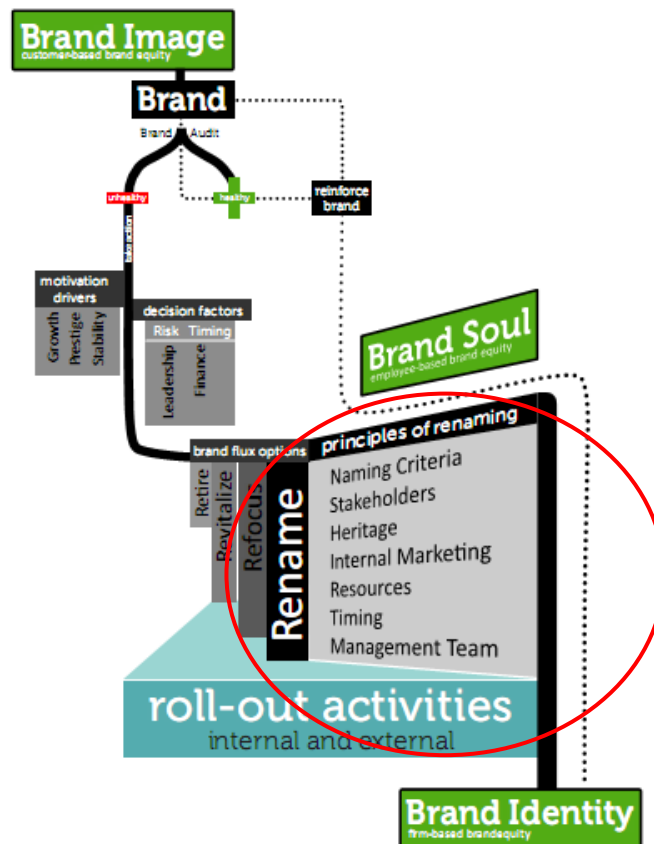 Brand Image
customer-based brand equity
Brand
Brand Audit
unhealthy
healthy
reinforce
brand
take action
motivation
drivers
Growth
Prestige
Stability
decision factors
Risk Timing
Leadership
Finance
Brand Soul
employee-based brand equity
brand flux options
principles of renaming
Retire
Revitalize
Refocus
Rename
Naming Criteria
Stakeholders
Heritage
Internal Marketing
Resources
Timing
Management Team
roll-out activities
internal and external
Brand Identity
firm-based brandequity